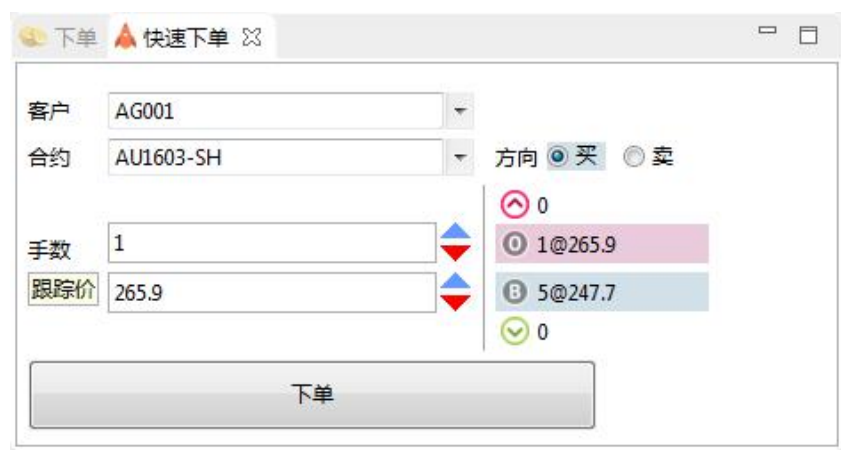 下单 快速下单
客户 AG001
合约 AU1603-SH 方向 买 卖
0
手数 1 O 1@265.9
跟踪价 265.9 B 5@247.7
0
下单